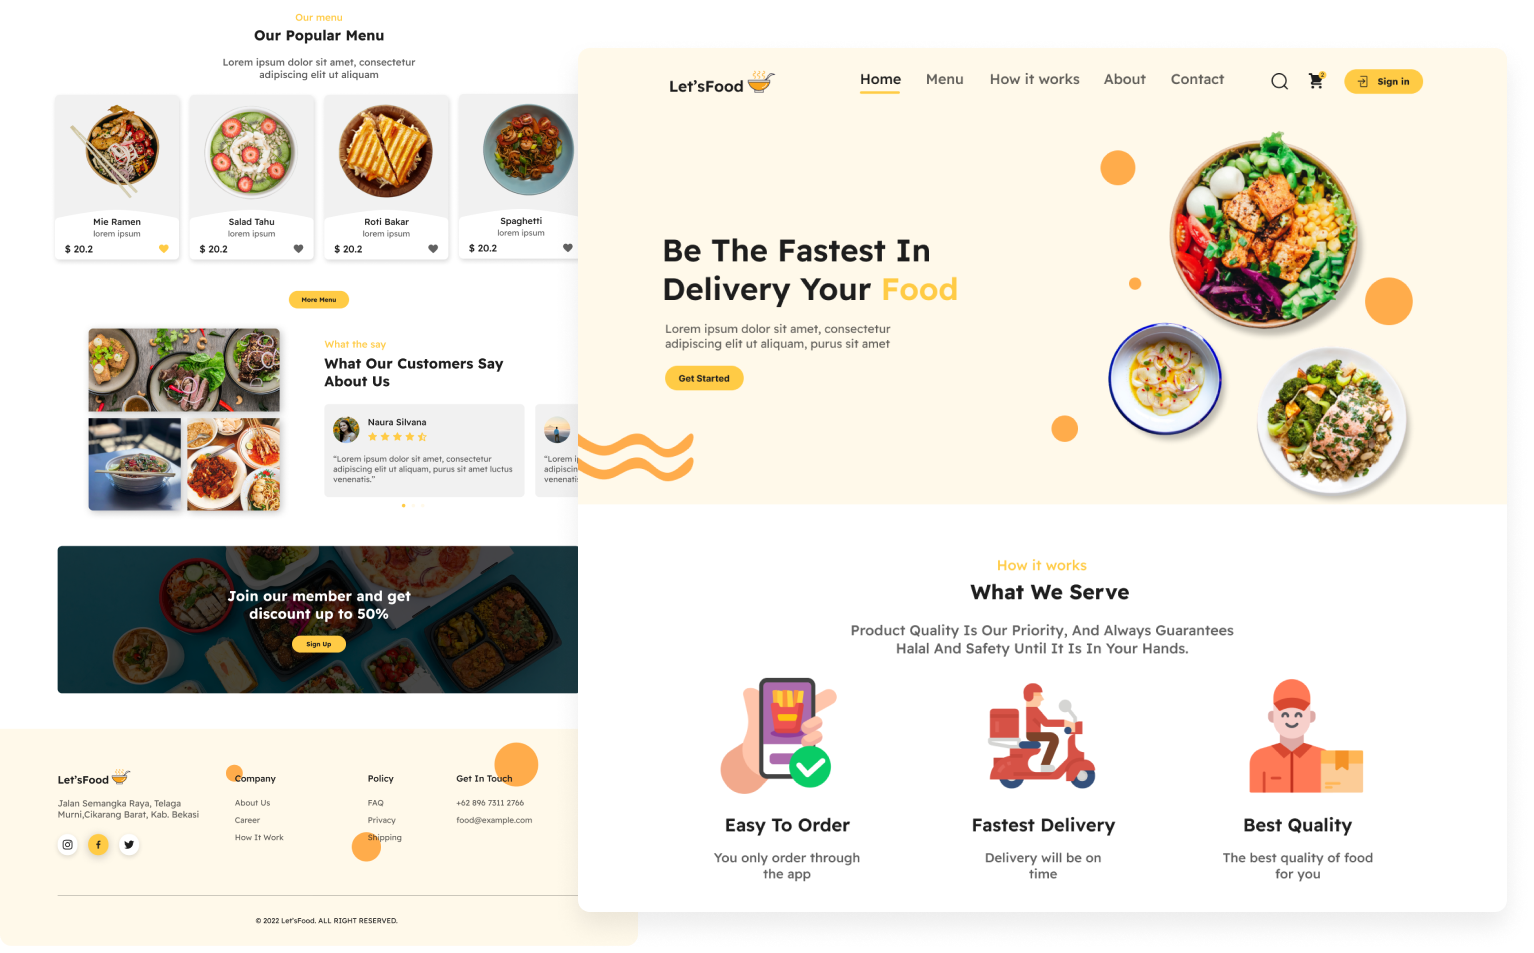 Our menu
Our Popular Menu
Lorem ipsum dolor sit amet, consectetur
adipiscing elit ut aliquam
Mie Ramen
lorem ipsum
$ 20.2
Salad Tahu
lorem ipsum
$ 20.2
Roti Bakar
lorem ipsum
$ 20.2
Spaghetti
lorem ipsum
$ 20.2
More Menu
What the say
What Our Customers Say
About Us
Naura Silvana
“Lorem ipsum dolor sit amet, consectetur
adipiscing elit ut aliquam, purus sit amet luctus
venenatis.”
“Lorem
adipiscin
venenatis
Join our member and get
discount up to 50%
Sign Up
Let'sFood
Jalan Semangka Raya, Telaga
Murni,Cikarang Barat, Kab. Bekasi
Company
About Us
Career
How It Work
Policy
FAQ
Privacy
Shipping
Get In Touch
+62 896 7311 2766
food@example.com
© 2022 Let'sFood. ALL RIGHT RESERVED.
Let'sFood
Home
Menu
How it works
About
Contact
2
Sign in
Be The Fastest In
Delivery Your Food
Lorem ipsum dolor sit amet, consectetur
adipiscing elit ut aliquam, purus sit amet
Get Started
How it works
What We Serve
Product Quality Is Our Priority, And Always Guarantees
Halal And Safety Until It Is In Your Hands.
Easy To Order
You only order through
the app
Fastest Delivery
Delivery will be on
time
Best Quality
The best quality of food
for you